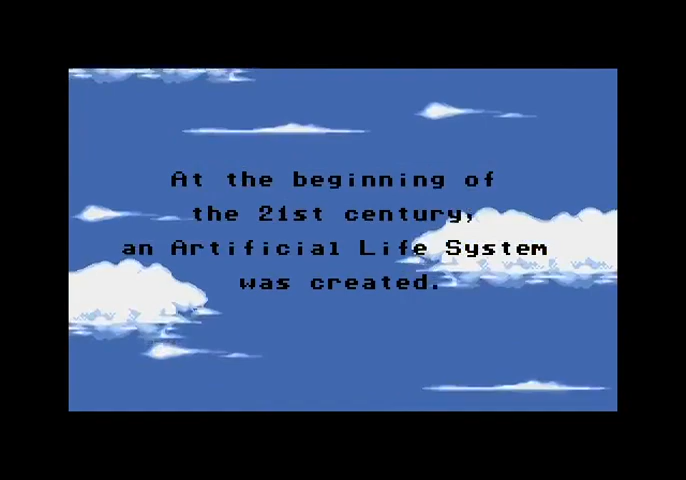 At the beginning of
the 21st century,
an Artificial Life System
was created.